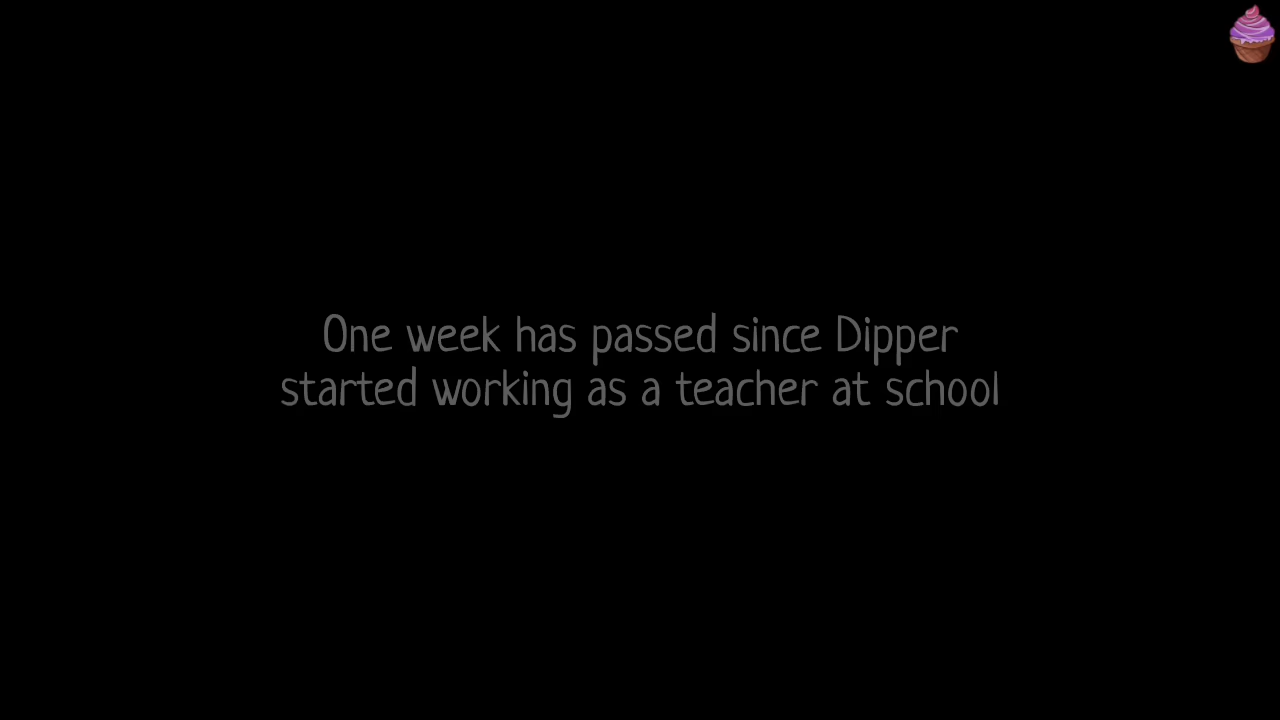 One week has passed since Dipper
started working as a teacher at school